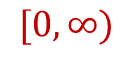 [0, ∞)